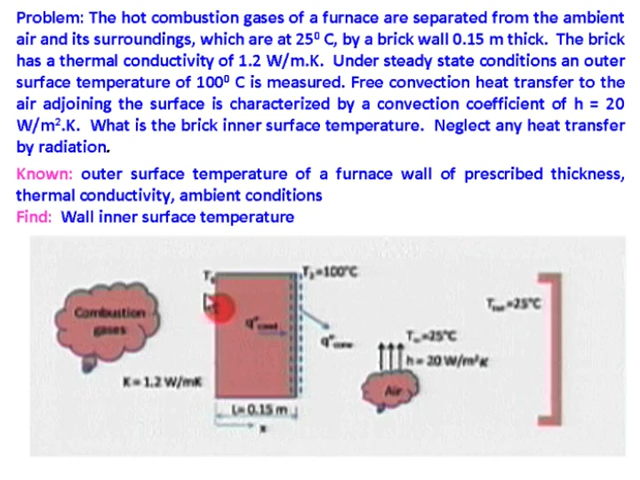 Problem: The hot combustion gases of a furnace are separated from the ambient
air and its surroundings, which are at 25⁰ C, by a brick wall 0.15 m thick. The brick
has a thermal conductivity of 1.2 W/m.K. Under steady state conditions an outer
surface temperature of 100⁰ C is measured. Free convection heat transfer to the
air adjoining the surface is characterized by a convection coefficient of h = 20
W/m².K. What is the brick inner surface temperature. Neglect any heat transfer
by radiation.
Known: outer surface temperature of a furnace wall of prescribed thickness,
thermal conductivity, ambient conditions
Find: Wall inner surface temperature
T₂=100°C
Combustion
gases
=25°C
q"cond
q"conv
T∞=25°C
h= 20 W/m²K
K= 1.2 W/mK
Air
L= 0.15 m
x